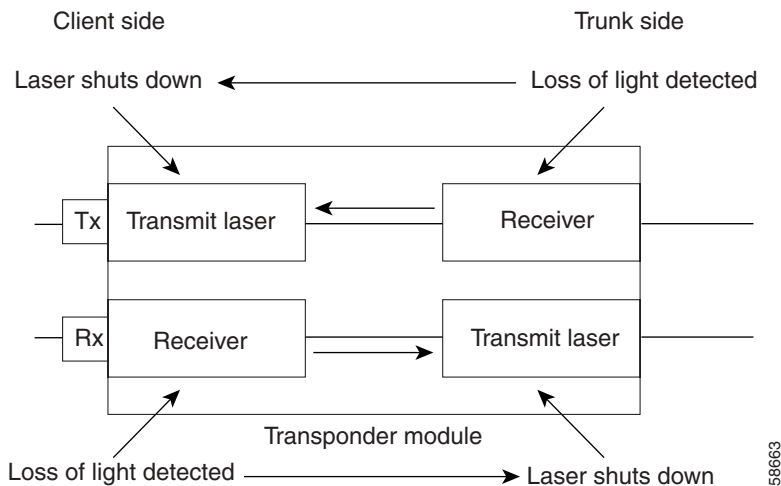 Client side
Trunk side
Laser shuts down
Loss of light detected
Tx
Transmit laser
Receiver
Rx
Receiver
Transmit laser
Transponder module
Loss of light detected
Laser shuts down
58663